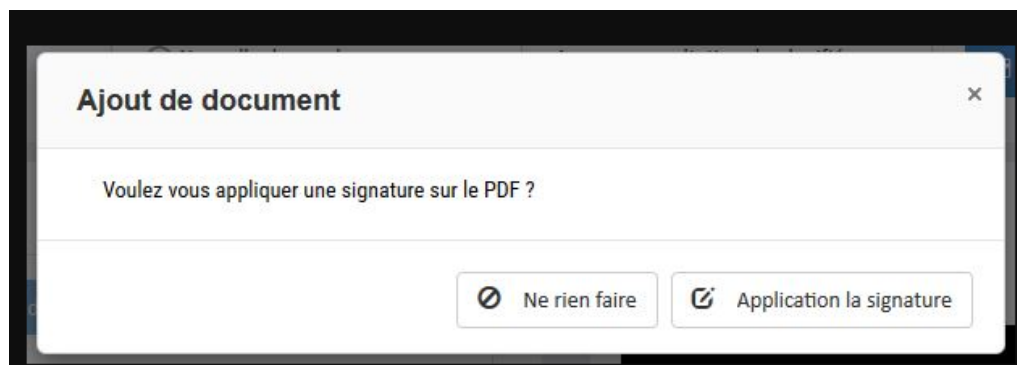 Ajout de document
×
Voulez vous appliquer une signature sur le PDF ?
Ne rien faire
Application la signature